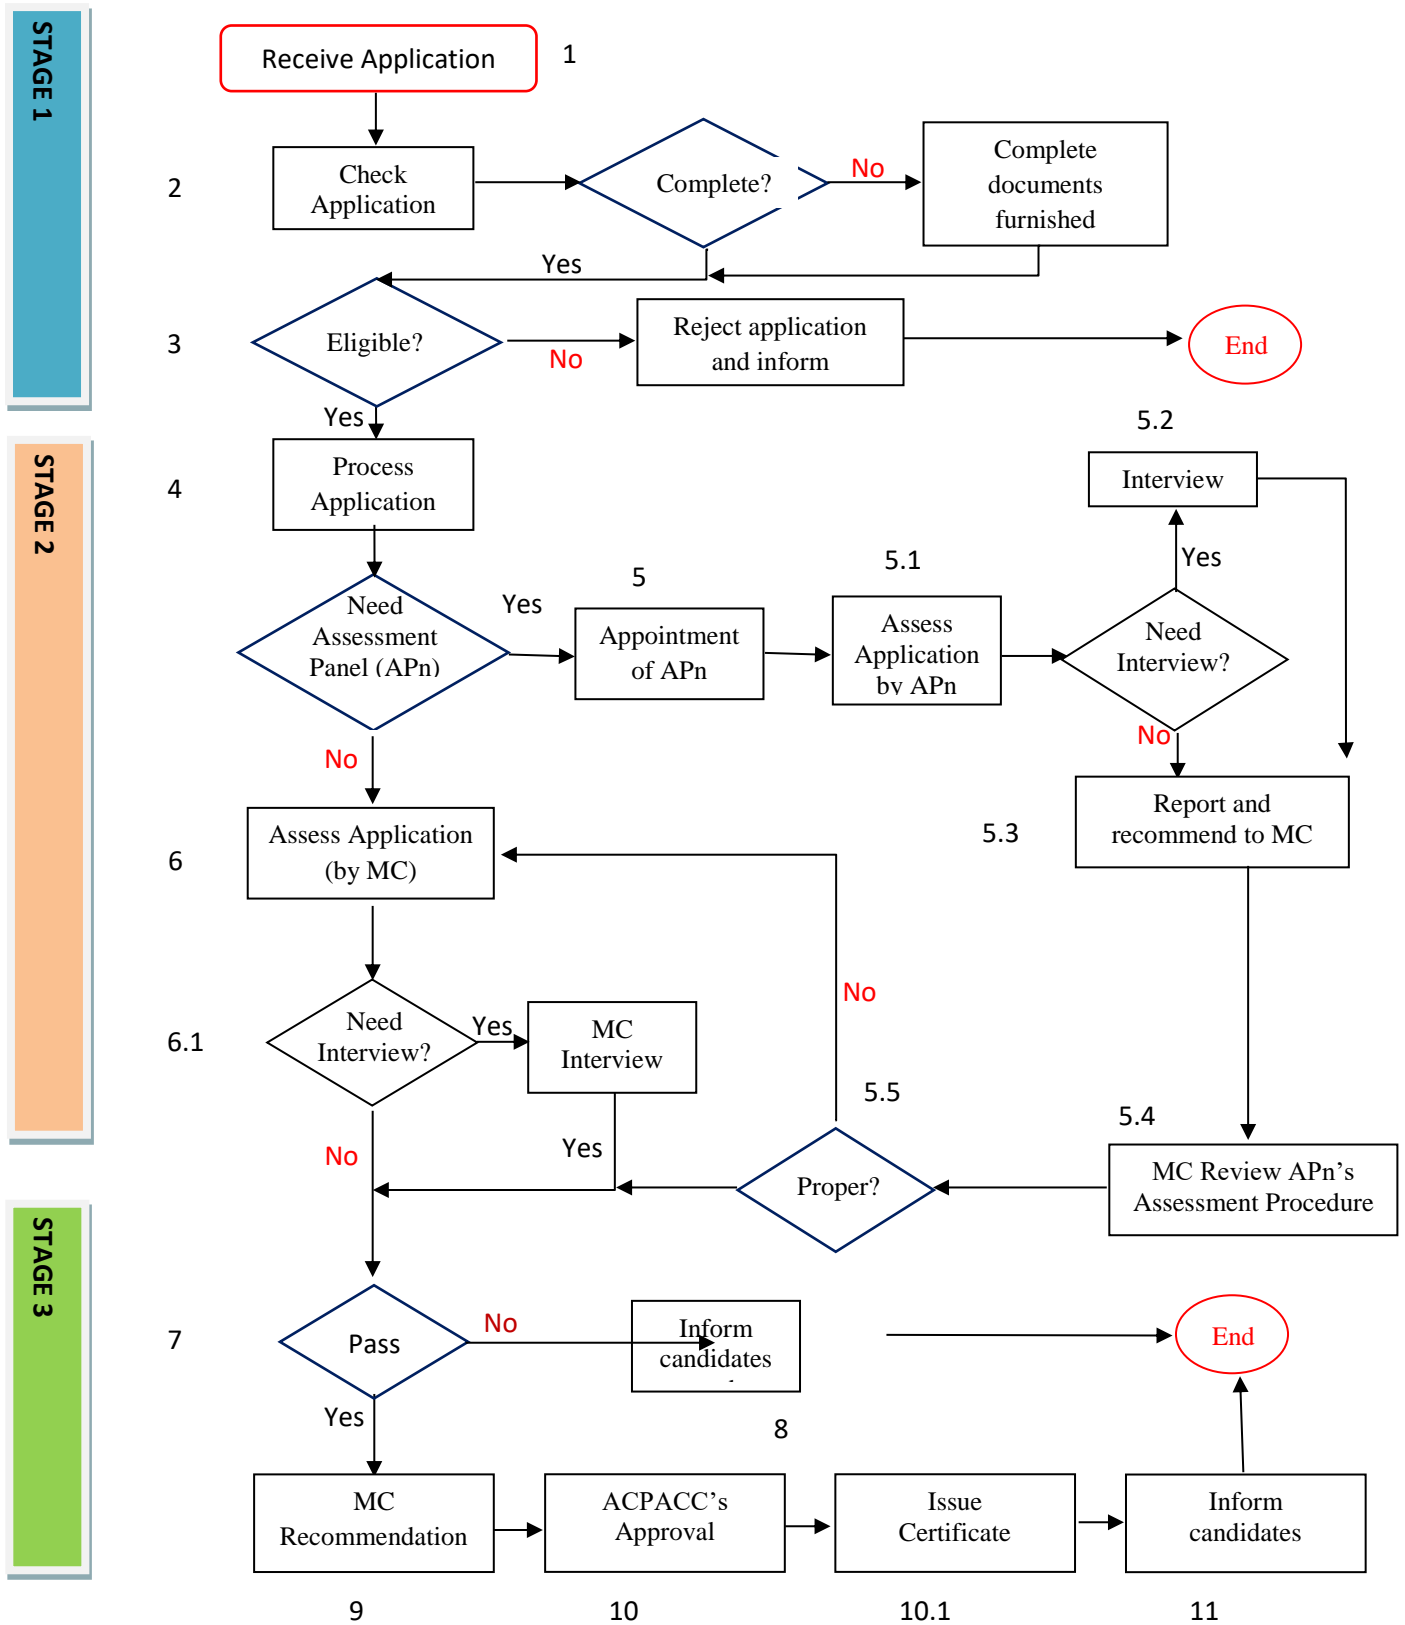 STAGE 1
Receive Application
1
2
Check
Application
Complete?
No
Complete
documents
furnished
Yes
3
Eligible?
No
Reject application
and inform
End
Yes
STAGE 2
4
Process
Application
5.2
Interview
Yes
Need
Assessment
Panel (APn)
Yes
5
Appointment
of APn
5.1
Assess
Application
by APn
Need
Interview?
No
No
6
Assess Application
(by MC)
5.3
Report and
recommend to MC
No
6.1
Need
Interview?
Yes
MC
Interview
No
Yes
5.5
Proper?
5.4
MC Review APn’s
Assessment Procedure
STAGE 3
7
Pass
No
Inform
candidates
End
Yes
8
MC
Recommendation
ACPACC’s
Approval
Issue
Certificate
Inform
candidates
9
10
10.1
11